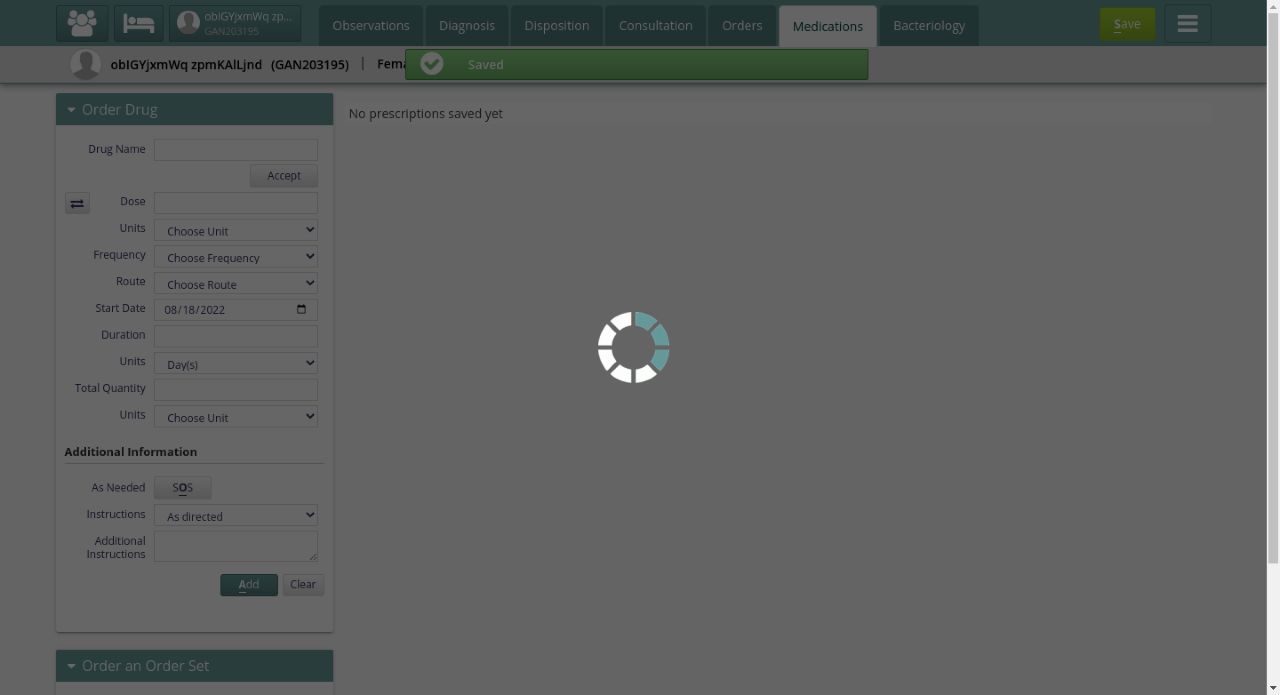 obIGYjxmWq zp...
GAN203195
Observations
Diagnosis
Disposition
Consultation
Orders
Medications
Bacteriology
Save
obIGYjxmWq zpmKAlLjnd (GAN203195) | Fema
Saved
Order Drug
No prescriptions saved yet
Drug Name
Accept
Dose
Units Choose Unit
Frequency Choose Frequency
Route Choose Route
Start Date 08/18/2022
Duration
Units Day(s)
Total Quantity
Units Choose Unit
Additional Information
As Needed SOS
Instructions As directed
Additional
Instructions
Add Clear
Order an Order Set